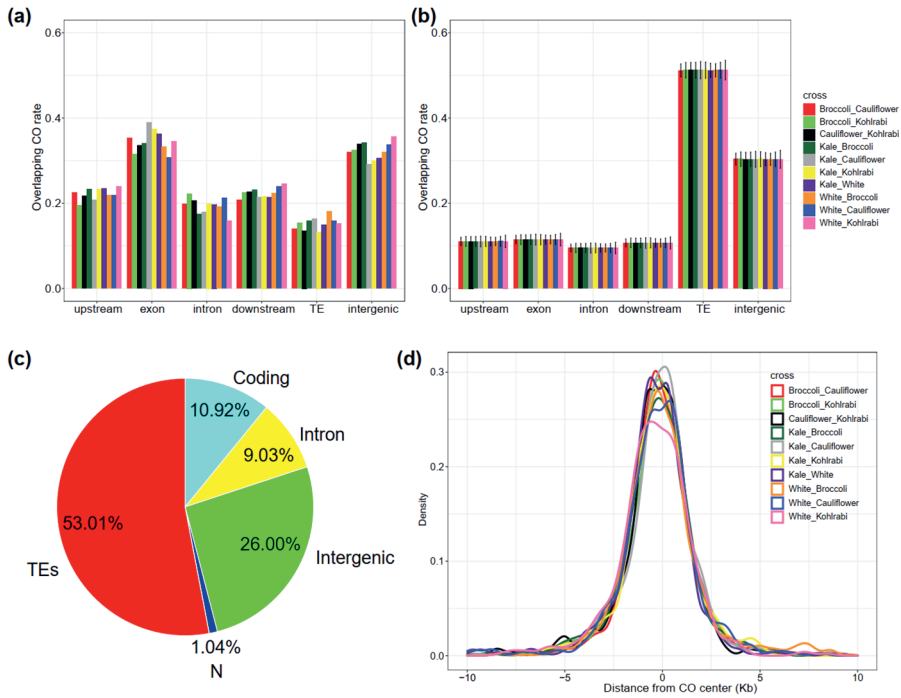 (a)
0.6
0.4
0.2
0.0
Overlapping CO rate
upstream exon intron downstream TE intergenic
(b)
0.6
0.4
0.2
0.0
Overlapping CO rate
upstream exon intron downstream TE intergenic
cross
Broccoli_Cauliflower
Broccoli_Kohlrabi
Cauliflower_Kohlrabi
Kale_Broccoli
Kale_Cauliflower
Kale_Kohlrabi
Kale_White
White_Broccoli
White_Cauliflower
White_Kohlrabi
(c)
Coding
10.92%
Intron
9.03%
26.00%
Intergenic
53.01%
TEs
1.04%
N
(d)
0.3
0.2
0.1
0.0
Density
cross
Broccoli_Cauliflower
Broccoli_Kohlrabi
Cauliflower_Kohlrabi
Kale_Broccoli
Kale_Cauliflower
Kale_Kohlrabi
Kale_White
White_Broccoli
White_Cauliflower
White_Kohlrabi
−10 −5 0 5 10
Distance from CO center (Kb)